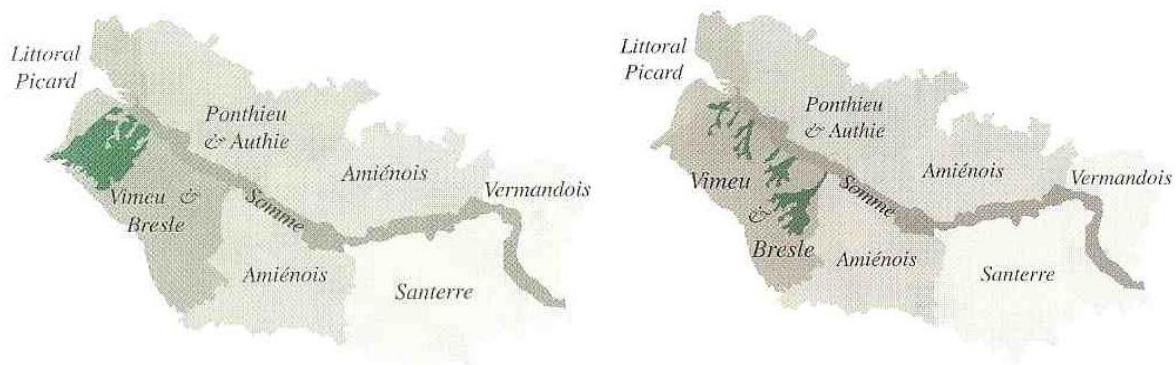 Littoral
Picard
Ponthieu
& Authie
Amiénois
Vermandois
Vimeu &
Bresle
Somme
Amiénois
Santerre
Littoral
Picard
Ponthieu
& Authie
Amiénois
Vermandois
Vimeu
&
Bresle
Somme
Amiénois
Santerre